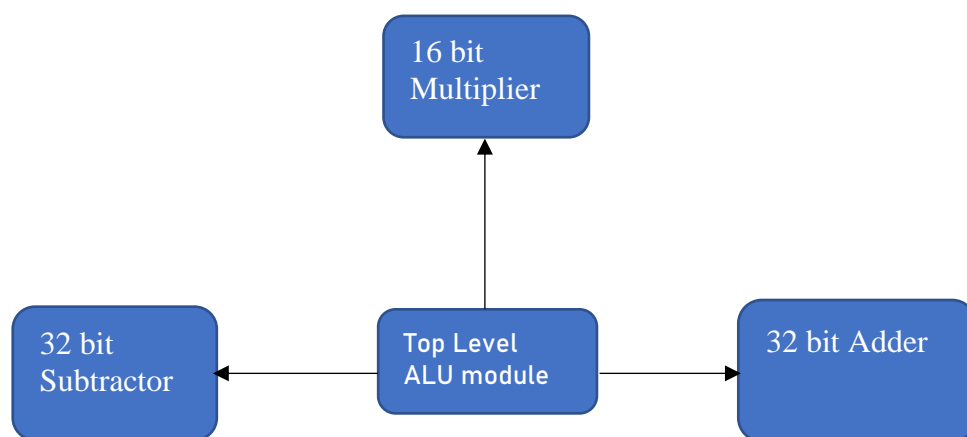 16 bit
Multiplier
32 bit
Subtractor
Top Level
ALU module
32 bit Adder